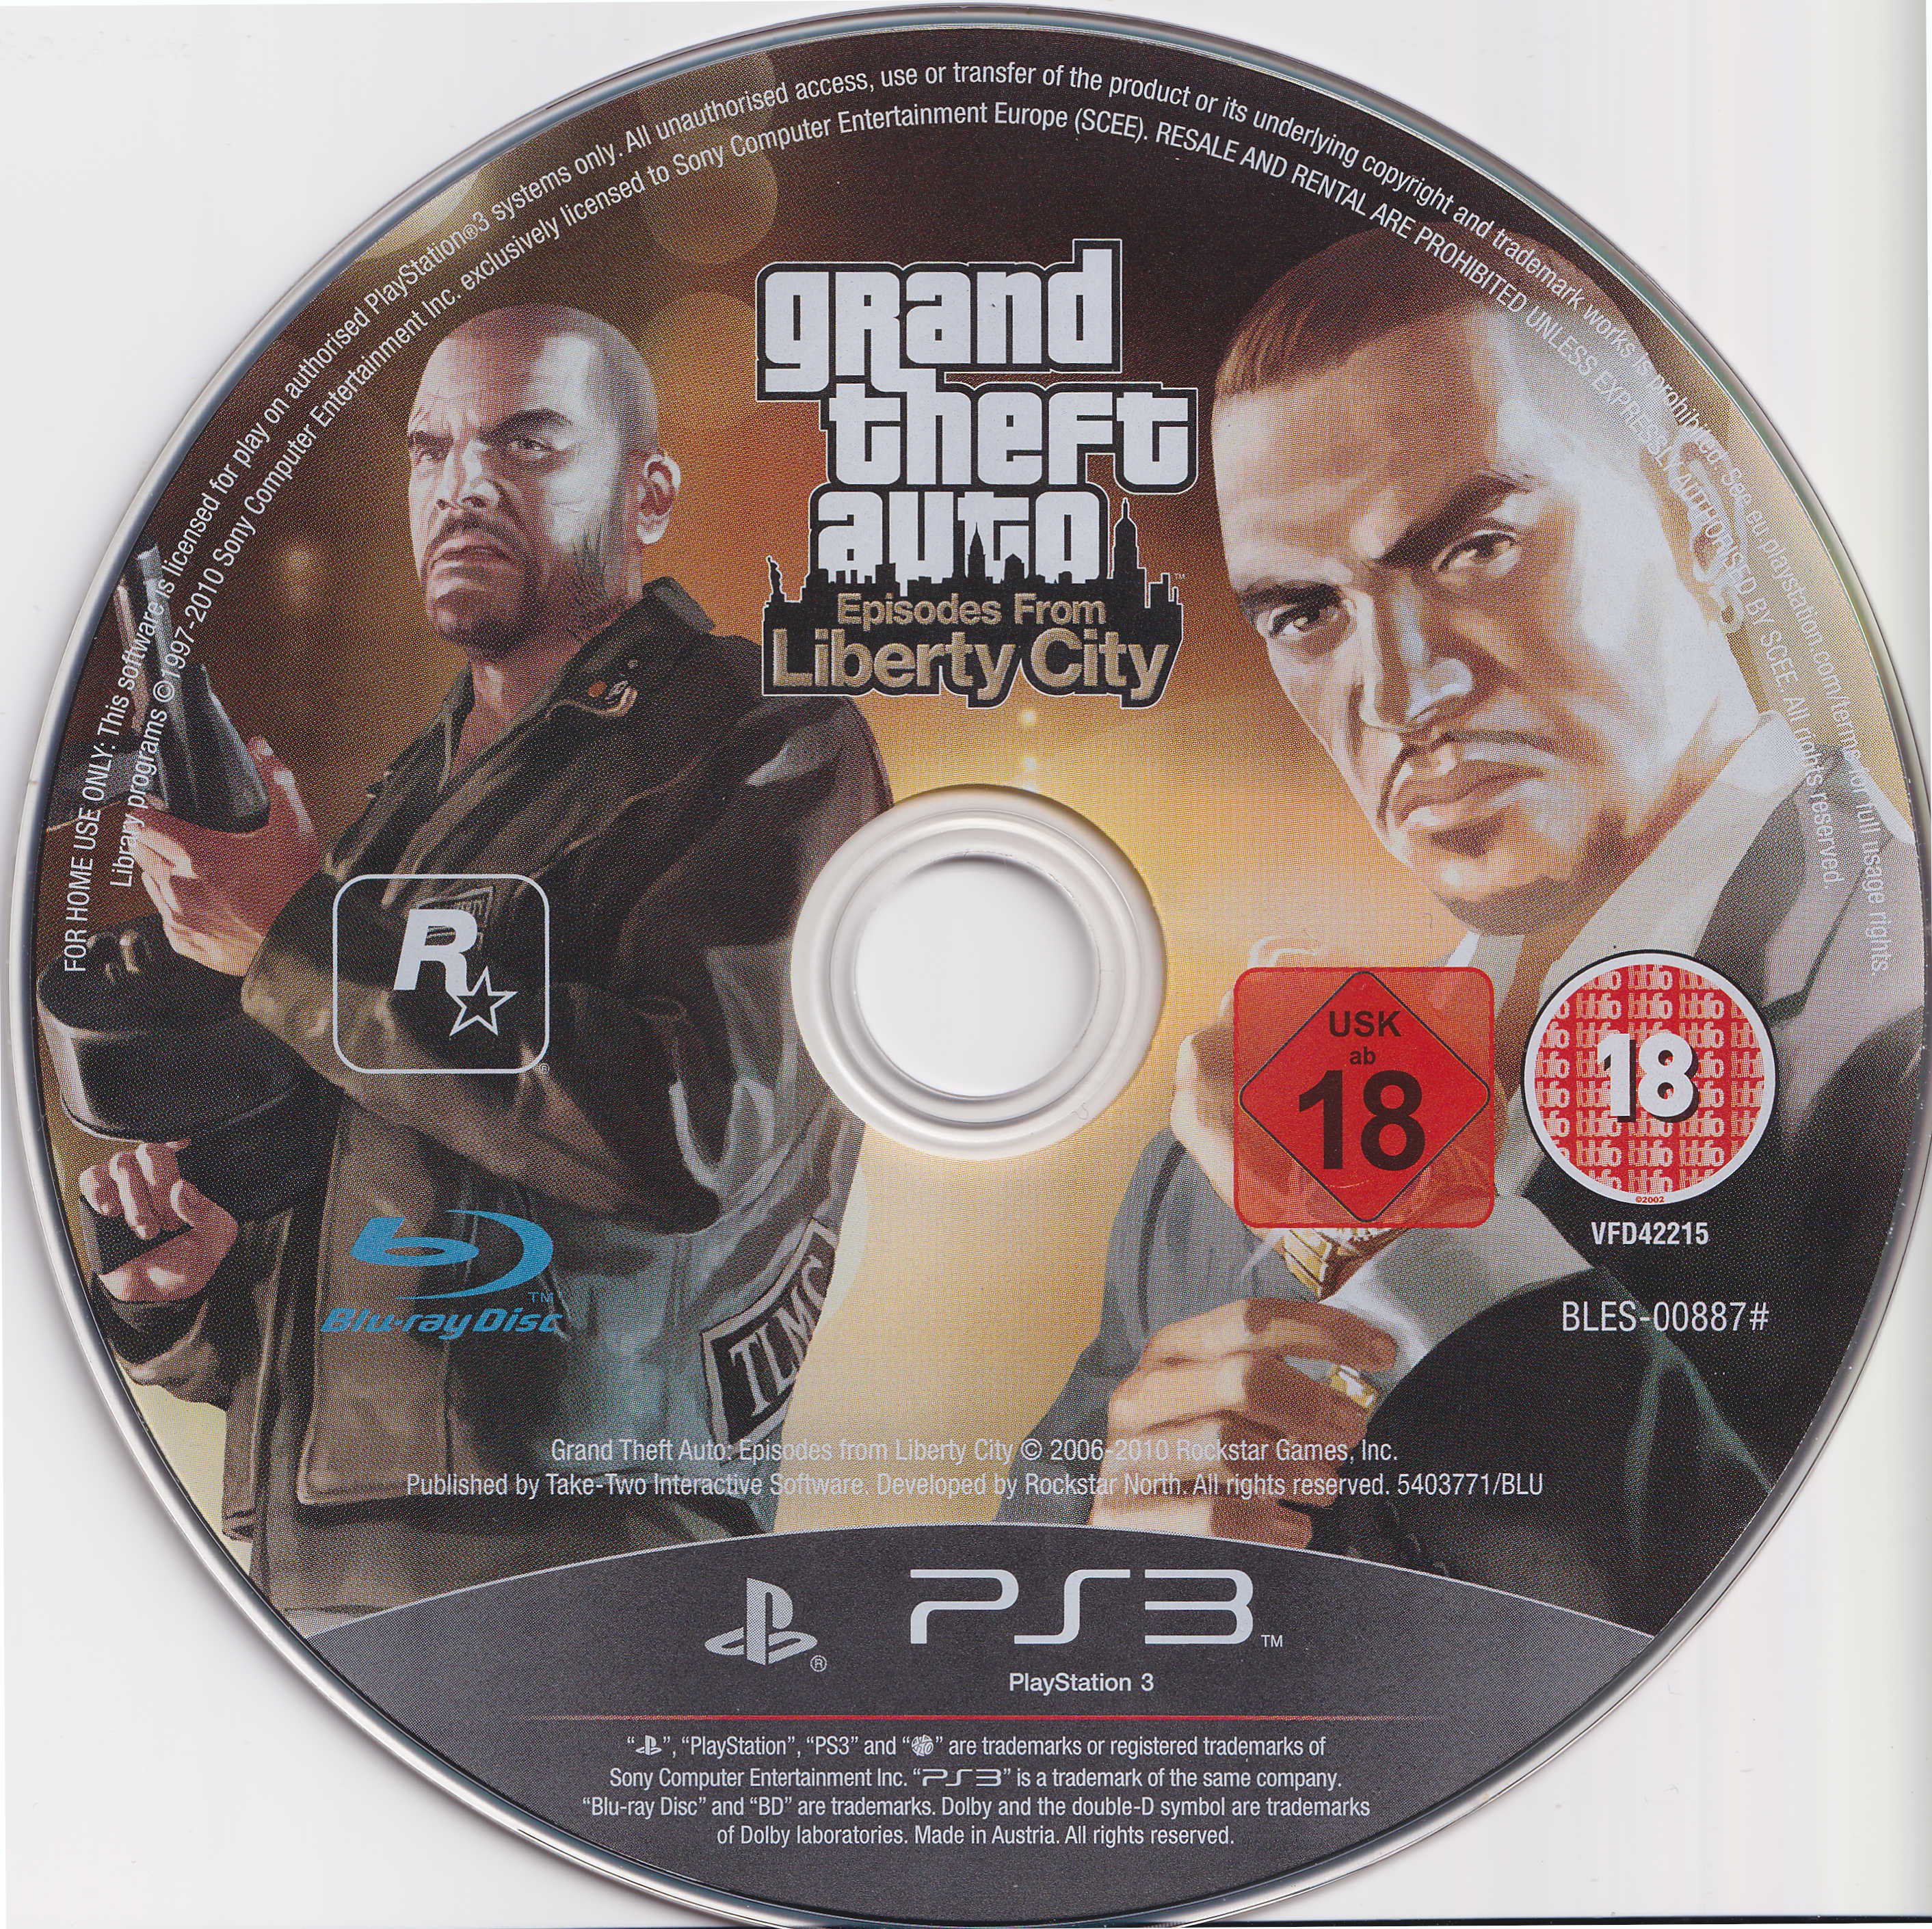 FOR HOME USE ONLY: This software is licensed for play on authorised PlayStation®3 systems only. All unauthorised access, use or transfer of the product or its underlying copyright and trademark works is prohibited. See eu.playstation.com/terms for full usage rights.
Library programs ©1997-2010 Sony Computer Entertainment Inc. exclusively licensed to Sony Computer Entertainment Europe (SCEE). RESALE AND RENTAL ARE PROHIBITED UNLESS EXPRESSLY AUTHORISED BY SCEE. All rights reserved.
grand
theft
auto
™
Episodes From
Liberty City
R
®
USK
ab
18
bbfc
18
©2002
VFD42215
BLES-00887#
TM
Blu-ray Disc
TLMC
Grand Theft Auto: Episodes from Liberty City © 2006-2010 Rockstar Games, Inc.
Published by Take-Two Interactive Software. Developed by Rockstar North. All rights reserved. 5403771/BLU
® PS3 ™
PlayStation 3
“ ”, “PlayStation”, “PS3” and “ ” are trademarks or registered trademarks of
Sony Computer Entertainment Inc. “PS3” is a trademark of the same company.
“Blu-ray Disc” and “BD” are trademarks. Dolby and the double-D symbol are trademarks
of Dolby laboratories. Made in Austria. All rights reserved.